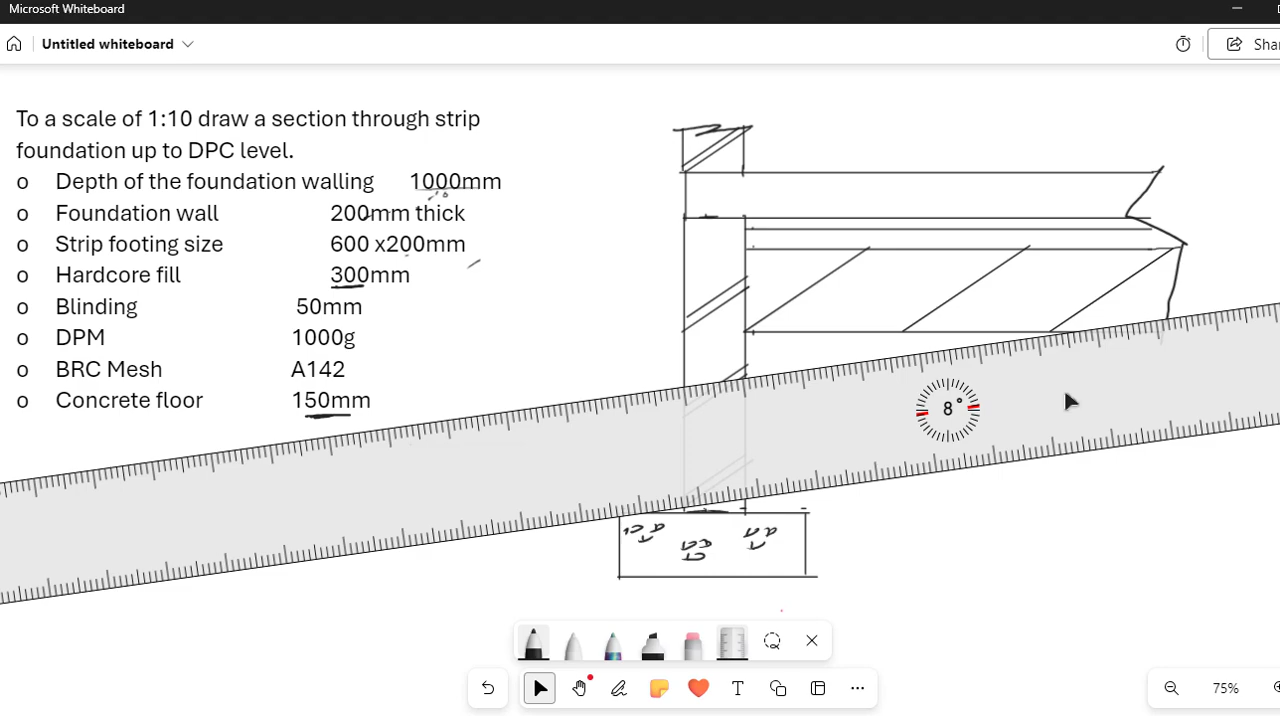 Microsoft Whiteboard
Untitled whiteboard
Shar
To a scale of 1:10 draw a section through strip
foundation up to DPC level.
o Depth of the foundation walling 1000mm
o Foundation wall 200mm thick
o Strip footing size 600 x200mm
o Hardcore fill 300mm
o Blinding 50mm
o DPM 1000g
o BRC Mesh A142
o Concrete floor 150mm
8°
T
75%